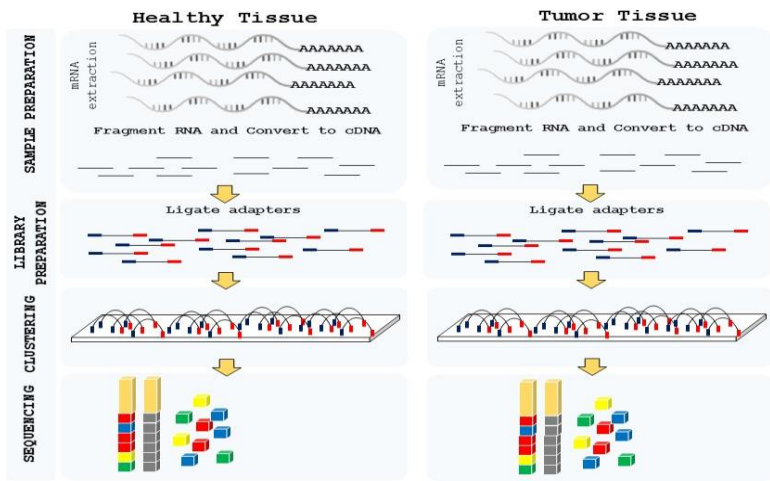 Healthy Tissue
Tumor Tissue
SAMPLE PREPARATION
mRNA
extraction
AAAAAAA
AAAAAAA
AAAAAAA
AAAAAAA
Fragment RNA and Convert to cDNA
mRNA
extraction
AAAAAAA
AAAAAAA
AAAAAAA
AAAAAAA
Fragment RNA and Convert to cDNA
LIBRARY
PREPARATION
Ligate adapters
Ligate adapters
CLUSTERING
SEQUENCING